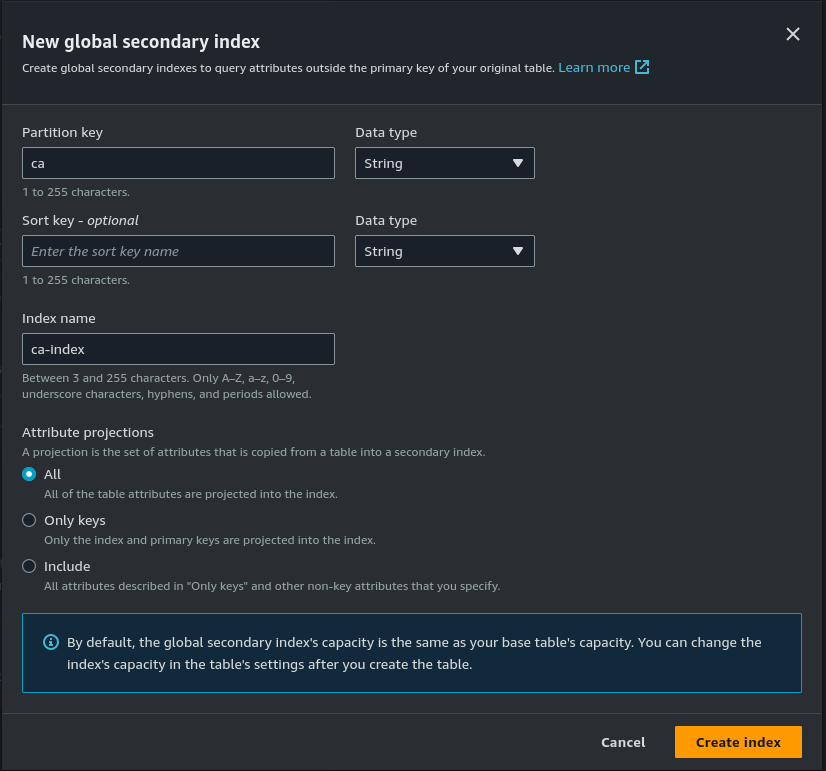 New global secondary index
Create global secondary indexes to query attributes outside the primary key of your original table. Learn more
Partition key
Data type
ca
String
1 to 255 characters.
Sort key - optional
Data type
Enter the sort key name
String
1 to 255 characters.
Index name
ca-index
Between 3 and 255 characters. Only A–Z, a–z, 0–9,
underscore characters, hyphens, and periods allowed.
Attribute projections
A projection is the set of attributes that is copied from a table into a secondary index.
All
All of the table attributes are projected into the index.
Only keys
Only the index and primary keys are projected into the index.
Include
All attributes described in "Only keys" and other non-key attributes that you specify.
By default, the global secondary index's capacity is the same as your base table's capacity. You can change the
index's capacity in the table's settings after you create the table.
Cancel
Create index